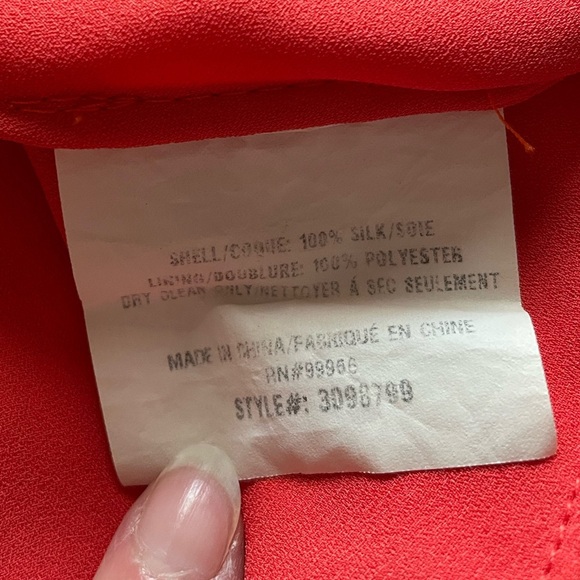 SHELL/COQUE: 100% SILK/SOIE
LINING/DOUBLURE: 100% POLYESTER
DRY CLEAN ONLY/NETTOYER À SEC SEULEMENT
MADE IN CHINA/FABRIQUÉ EN CHINE
RN#99966
STYLE#: 3098799